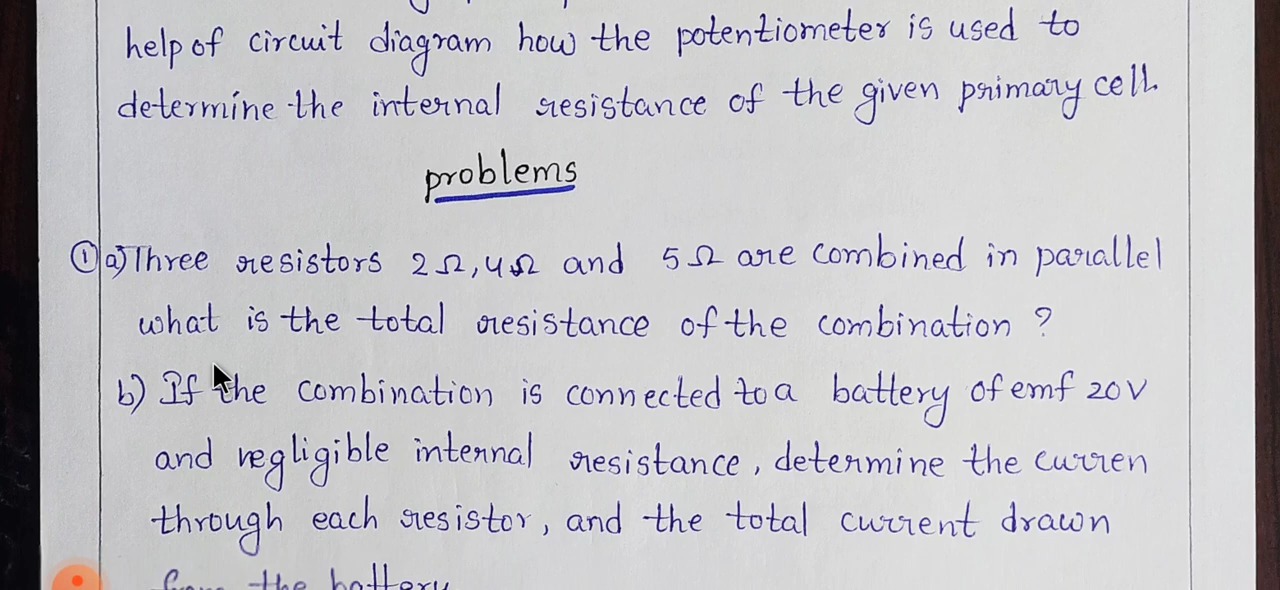 help of circuit diagram how the potentiometer is used to
determine the internal resistance of the given primary cell.
problems
① a) Three resistors 2Ω, 4Ω and 5Ω are combined in parallel
what is the total resistance of the combination ?
b) If the combination is connected to a battery of emf 20V
and negligible internal resistance, determine the curren
through each resistor, and the total current drawn
from the battery